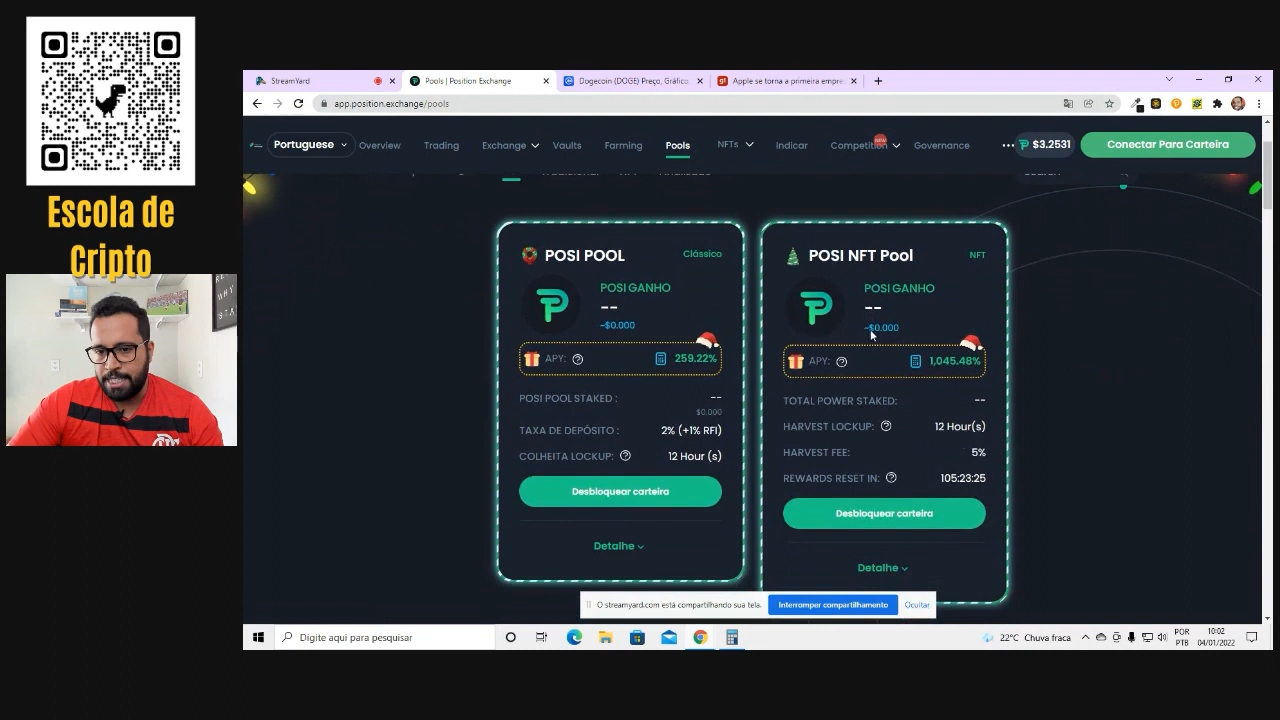 Escola de
Cripto
StreamYard
Pools | Position Exchange
Dogecoin (DOGE) Preço, Gráfico,
Apple se torna a primeira empre
app.position.exchange/pools
Portuguese
Overview
Trading
Exchange
Vaults
Farming
Pools
NFTs
Indicar
Competition
Governance
$3.2531
Conectar Para Carteira
POSI POOL
Clássico
POSI GANHO
--
~$0.000
APY:
259.22%
POSI POOL STAKED :
--
$0.000
TAXA DE DEPÓSITO :
2% (+1% RFI)
COLHEITA LOCKUP:
12 Hour (s)
Desbloquear carteira
Detalhe
POSI NFT Pool
NFT
POSI GANHO
--
~$0.000
APY:
1,045.48%
TOTAL POWER STAKED:
--
HARVEST LOCKUP:
12 Hour(s)
HARVEST FEE:
5%
REWARDS RESET IN:
105:23:25
Desbloquear carteira
Detalhe
O streamyard.com está compartilhando sua tela.
Interromper compartilhamento
Ocultar
Digite aqui para pesquisar
22°C Chuva fraca
POR
PTB
10:02
04/01/2022